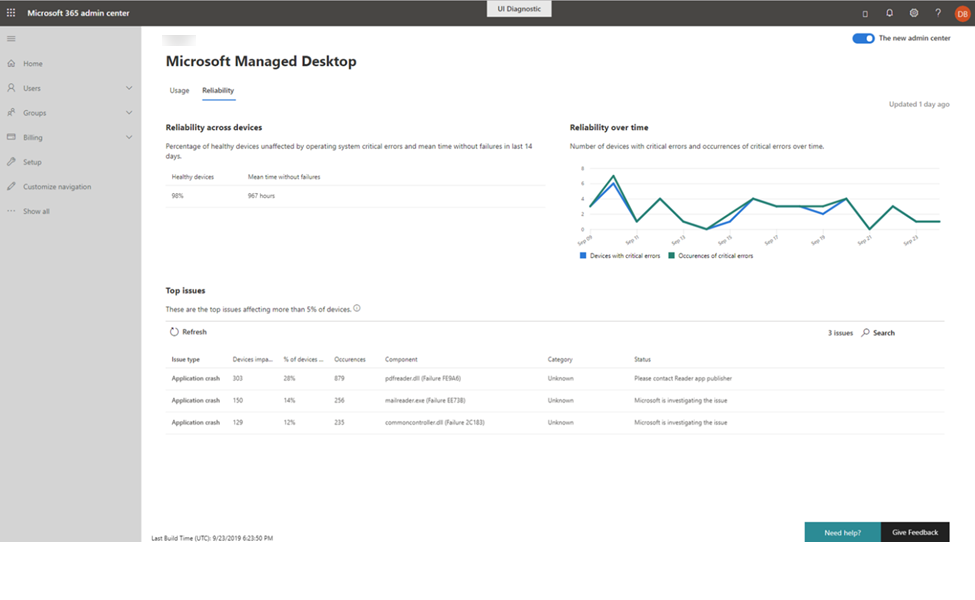 Microsoft 365 admin center
UI Diagnostic
?
DB
The new admin center
Home
Users
Groups
Billing
Setup
Customize navigation
Show all
Microsoft Managed Desktop
Usage Reliability
Updated 1 day ago
Reliability across devices
Percentage of healthy devices unaffected by operating system critical errors and mean time without failures in last 14
days.
Healthy devices Mean time without failures
98% 967 hours
Reliability over time
Number of devices with critical errors and occurrences of critical errors over time.
8
6
4
2
0
Sep 09 Sep 11 Sep 13 Sep 15 Sep 17 Sep 19 Sep 21 Sep 23
Devices with critical errors Occurences of critical errors
Top issues
These are the top issues affecting more than 5% of devices.
Refresh 3 issues Search
Issue type Devices impa... % of devices ... Occurences Component Category Status
Application crash 303 28% 879 pdfreader.dll (Failure FE9A6) Unknown Please contact Reader app publisher
Application crash 150 14% 256 mailreader.exe (Failure EE73B) Unknown Microsoft is investigating the issue
Application crash 129 12% 235 commoncontroller.dll (Failure 2C183) Unknown Microsoft is investigating the issue
Last Build Time (UTC): 9/23/2019 6:23:50 PM
Need help? Give Feedback